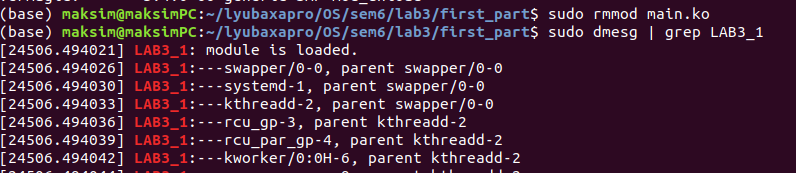 (base) maksim@maksimPC:~/lyubaxapro/OS/sem6/lab3/first_part$ sudo rmmod main.ko
(base) maksim@maksimPC:~/lyubaxapro/OS/sem6/lab3/first_part$ sudo dmesg | grep LAB3_1
[24506.494021] LAB3_1: module is loaded.
[24506.494026] LAB3_1:---swapper/0-0, parent swapper/0-0
[24506.494030] LAB3_1:---systemd-1, parent swapper/0-0
[24506.494033] LAB3_1:---kthreadd-2, parent swapper/0-0
[24506.494036] LAB3_1:---rcu_gp-3, parent kthreadd-2
[24506.494039] LAB3_1:---rcu_par_gp-4, parent kthreadd-2
[24506.494042] LAB3_1:---kworker/0:0H-6, parent kthreadd-2